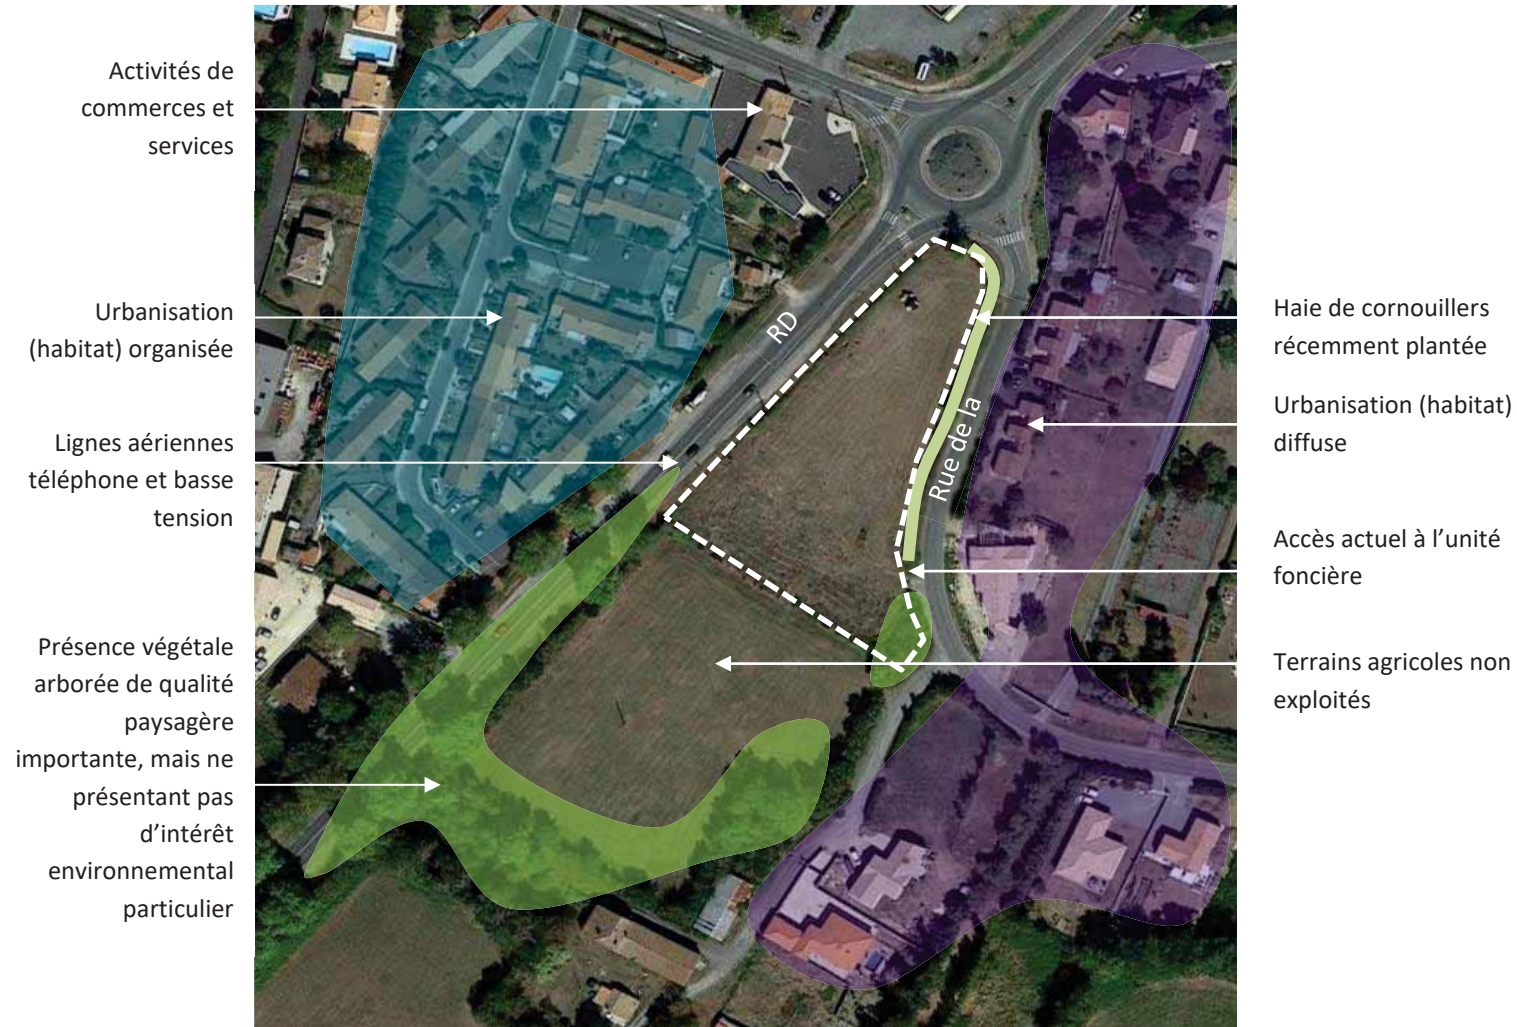 Activités de
commerces et
services
Urbanisation
(habitat) organisée
Lignes aériennes
téléphone et basse
tension
Présence végétale
arborée de qualité
paysagère
importante, mais ne
présentant pas
d’intérêt
environnemental
particulier
RD
Rue de la
Haie de cornouillers
récemment plantée
Urbanisation (habitat)
diffuse
Accès actuel à l’unité
foncière
Terrains agricoles non
exploités